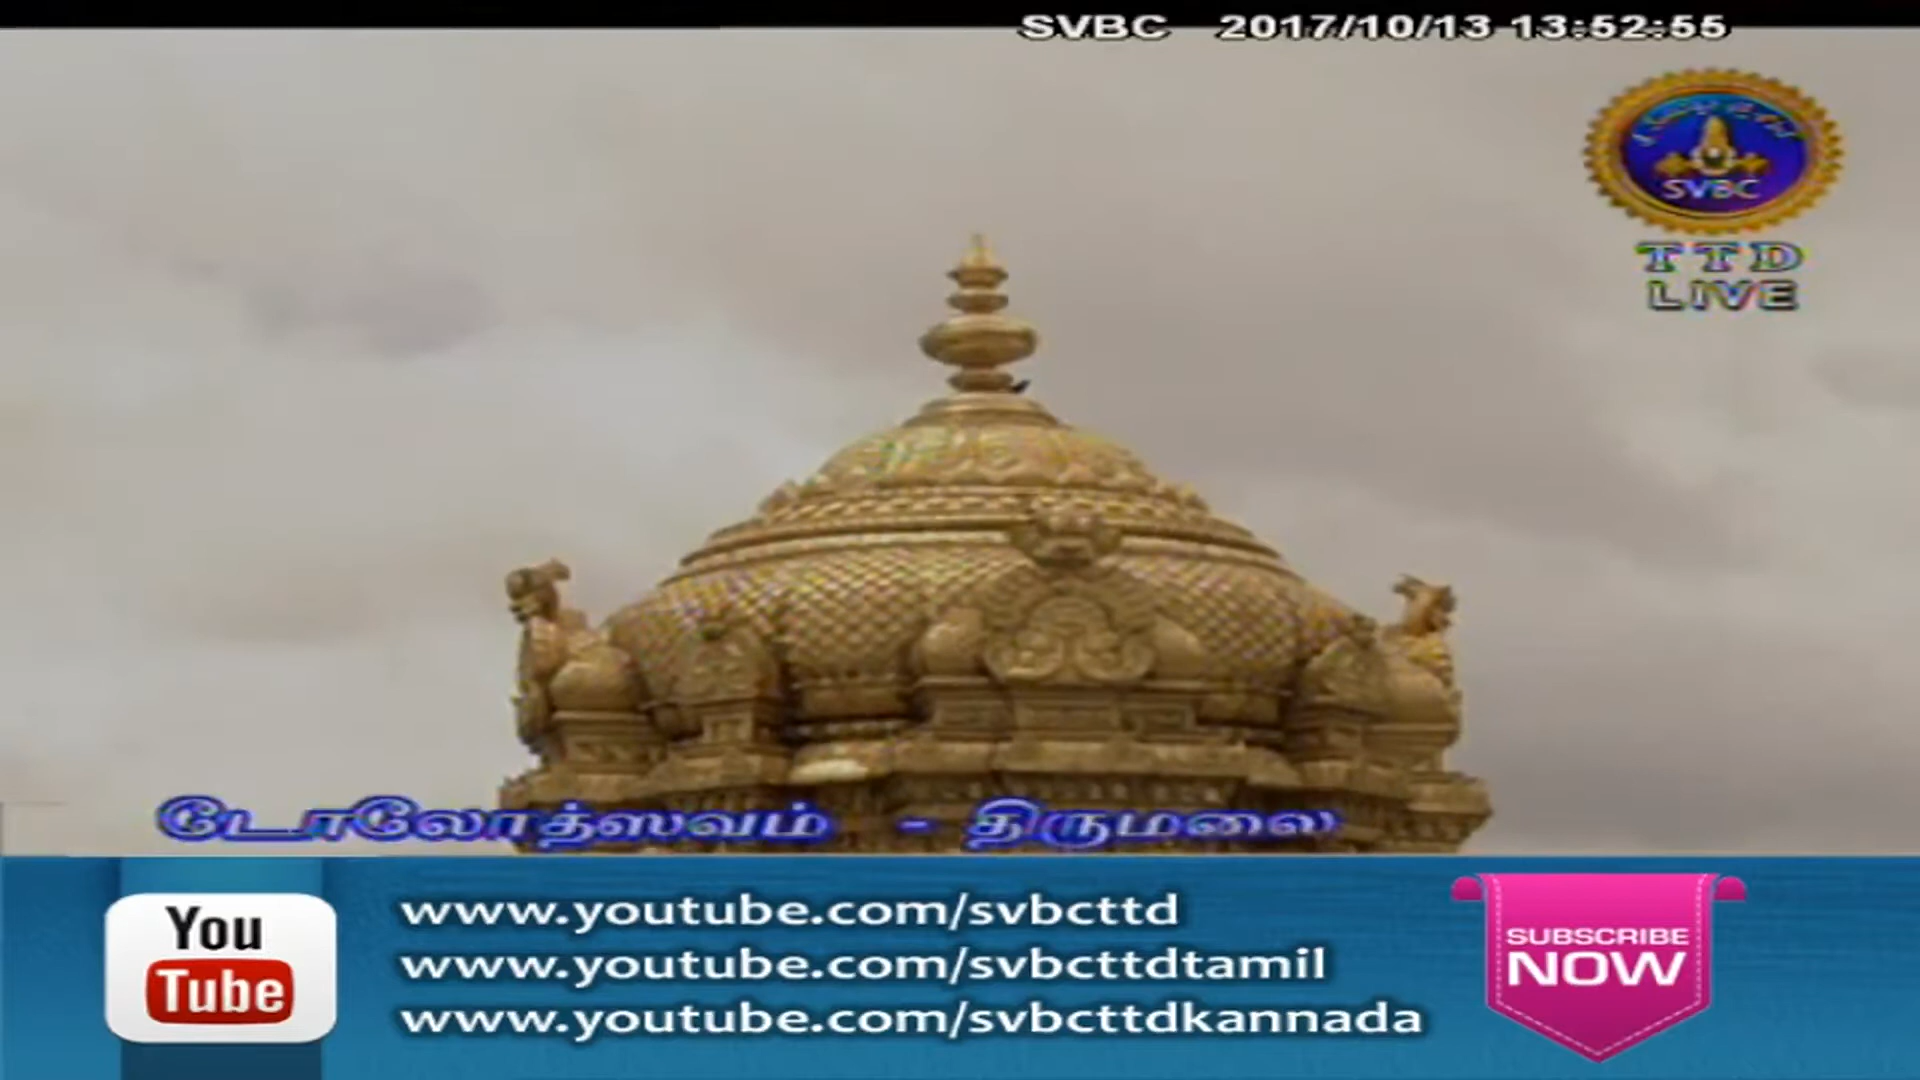 SVBC 2017/10/13 13:52:55
SVBC
TTD
LIVE
டோலோத்ஸவம் - திருமலை
You
Tube
www.youtube.com/svbcttd
www.youtube.com/svbcttdtamil
www.youtube.com/svbcttdkannada
SUBSCRIBE
NOW